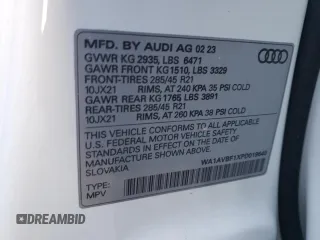 MFD. BY AUDI AG 02 23
GVWR KG 2935, LBS 6471
GAWR FRONT KG1510, LBS 3329
FRONT-TIRES 285/45 R21
10JX21 RIMS, AT 240 KPA 35 PSI COLD
GAWR REAR KG 1765 LBS 3891
REAR-TIRES 285/45 R21
10JX21 RIMS, AT 260 KPA 38 PSI COLD
THIS VEHICLE CONFORMS TO ALL APPLICABLE
U.S. FEDERAL MOTOR VEHICLE SAFETY
STANDARDS IN EFFECT ON THE DATE OF
MANUFACTURE SHOWN ABOVE.
SLOVAKIA
TYPE:
MPV
DREAMBID